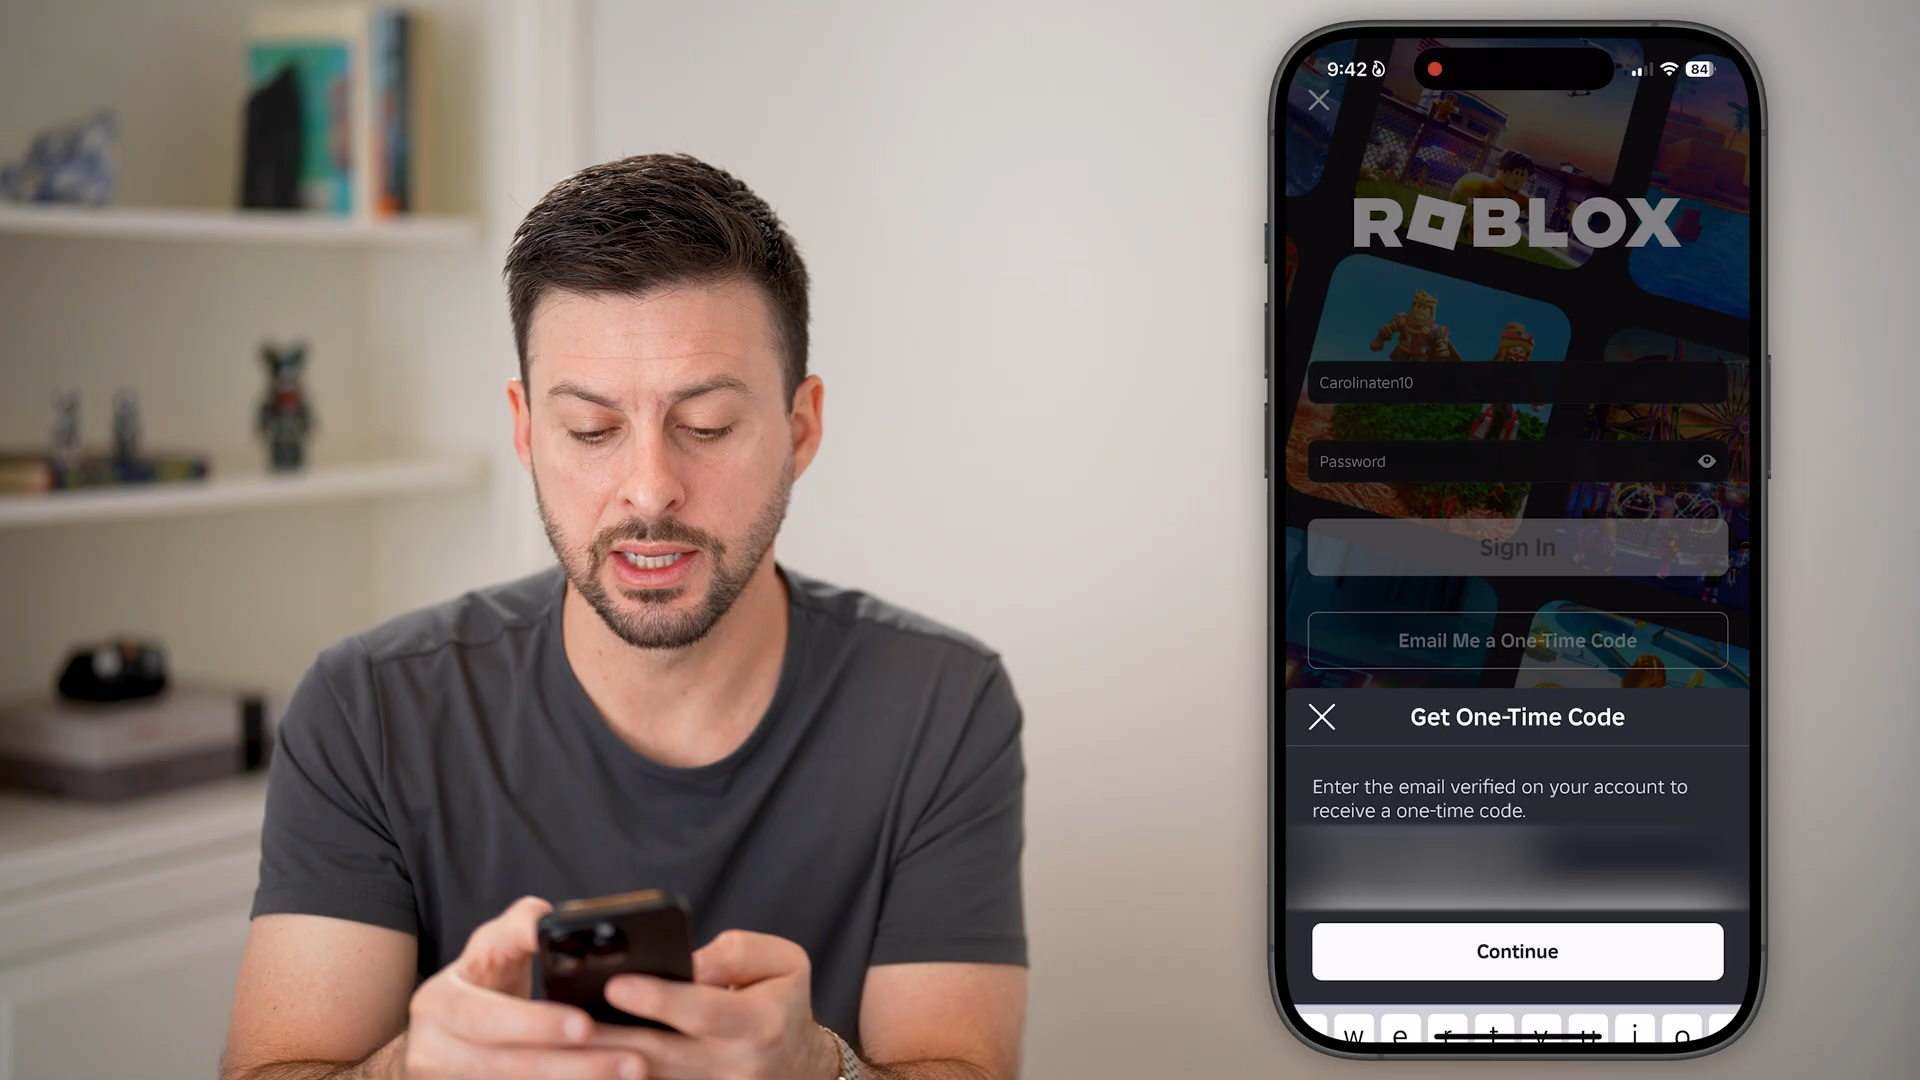 9:42
84
ROBLOX
Carolinaten10
Password
Sign In
Email Me a One-Time Code
Get One-Time Code
Enter the email verified on your account to
receive a one-time code.
Continue
w e r t y u i o